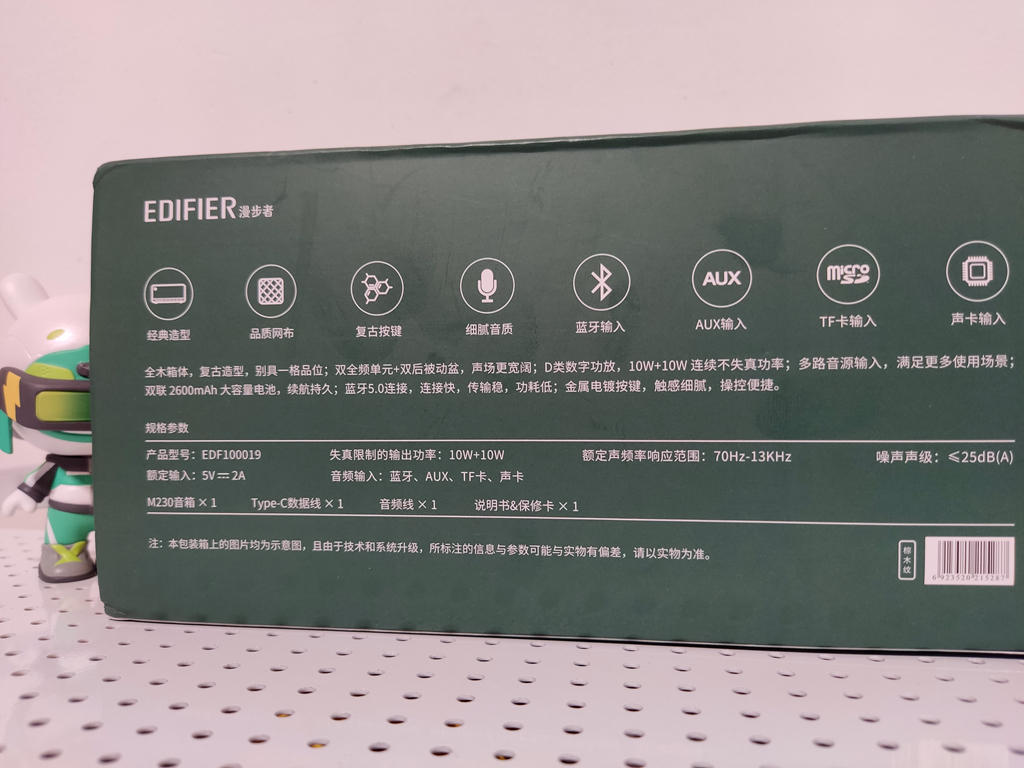 EDIFIER 漫步者
AUX
micro SD
经典造型 品质网布 复古按键 细腻音质 蓝牙输入 AUX输入 TF卡输入 声卡输入
全木箱体，复古造型，别具一格品位；双全频单元+双后被动盆，声场更宽阔；D类数字功放，10W+10W 连续不失真功率；多路音源输入，满足更多使用场景；
双联 2600mAh 大容量电池，续航持久；蓝牙5.0连接，连接快，传输稳，功耗低；金属电镀按键，触感细腻，操控便捷。
规格参数
产品型号：EDF100019 失真限制的输出功率：10W+10W 额定声频率响应范围：70Hz-13KHz 噪声声级：≤25dB(A)
额定输入：5V⎓2A 音频输入：蓝牙、AUX、TF卡、声卡
M230音箱 × 1 Type-C数据线 × 1 音频线 × 1 说明书&保修卡 × 1
注：本包装箱上的图片均为示意图，且由于技术和系统升级，所标注的信息与参数可能与实物有偏差，请以实物为准。
棕木纹
6 923520 215287